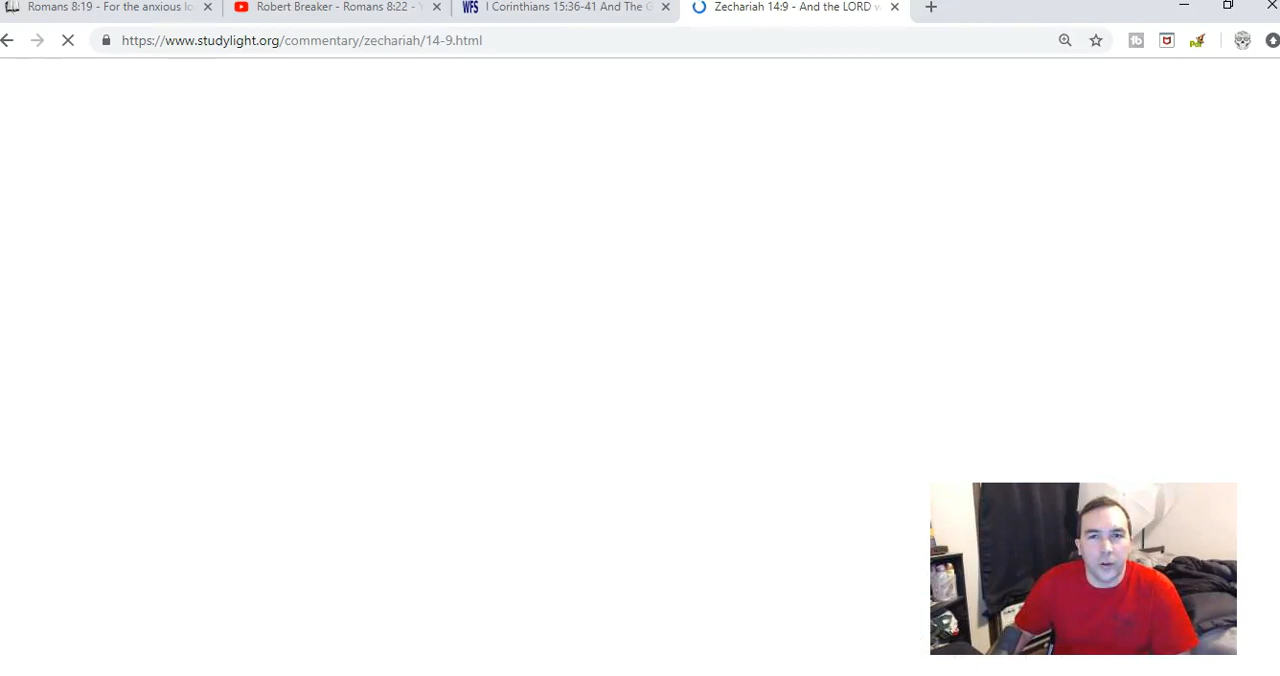 Romans 8:19 - For the anxious lo
Robert Breaker - Romans 8:22 -
WFS I Corinthians 15:36-41 And The G
Zechariah 14:9 - And the LORD w
https://www.studylight.org/commentary/zechariah/14-9.html